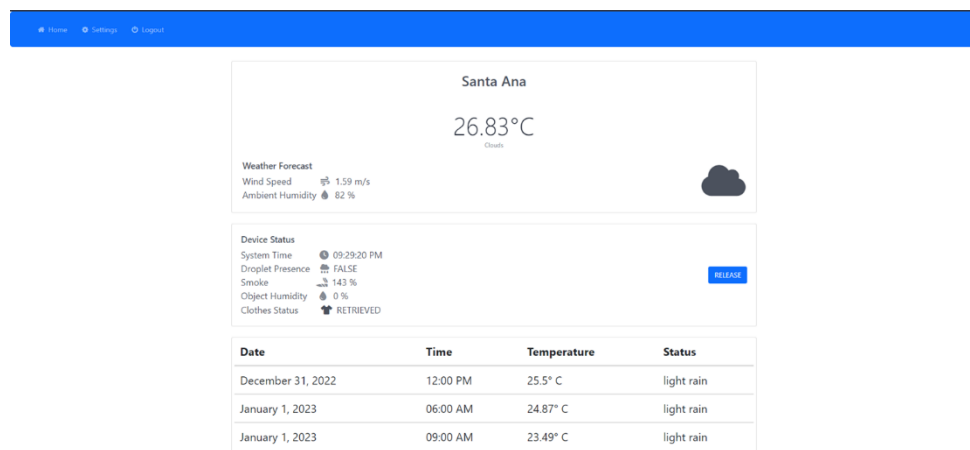 Home Settings Logout
Santa Ana
26.83°C
Clouds
Weather Forecast
Wind Speed 1.59 m/s
Ambient Humidity 82 %
Device Status
System Time 09:29:20 PM
Droplet Presence FALSE
Smoke 143 %
Object Humidity 0 %
Clothes Status RETRIEVED
RELEASE
Date Time Temperature Status
December 31, 2022 12:00 PM 25.5° C light rain
January 1, 2023 06:00 AM 24.87° C light rain
January 1, 2023 09:00 AM 23.49° C light rain